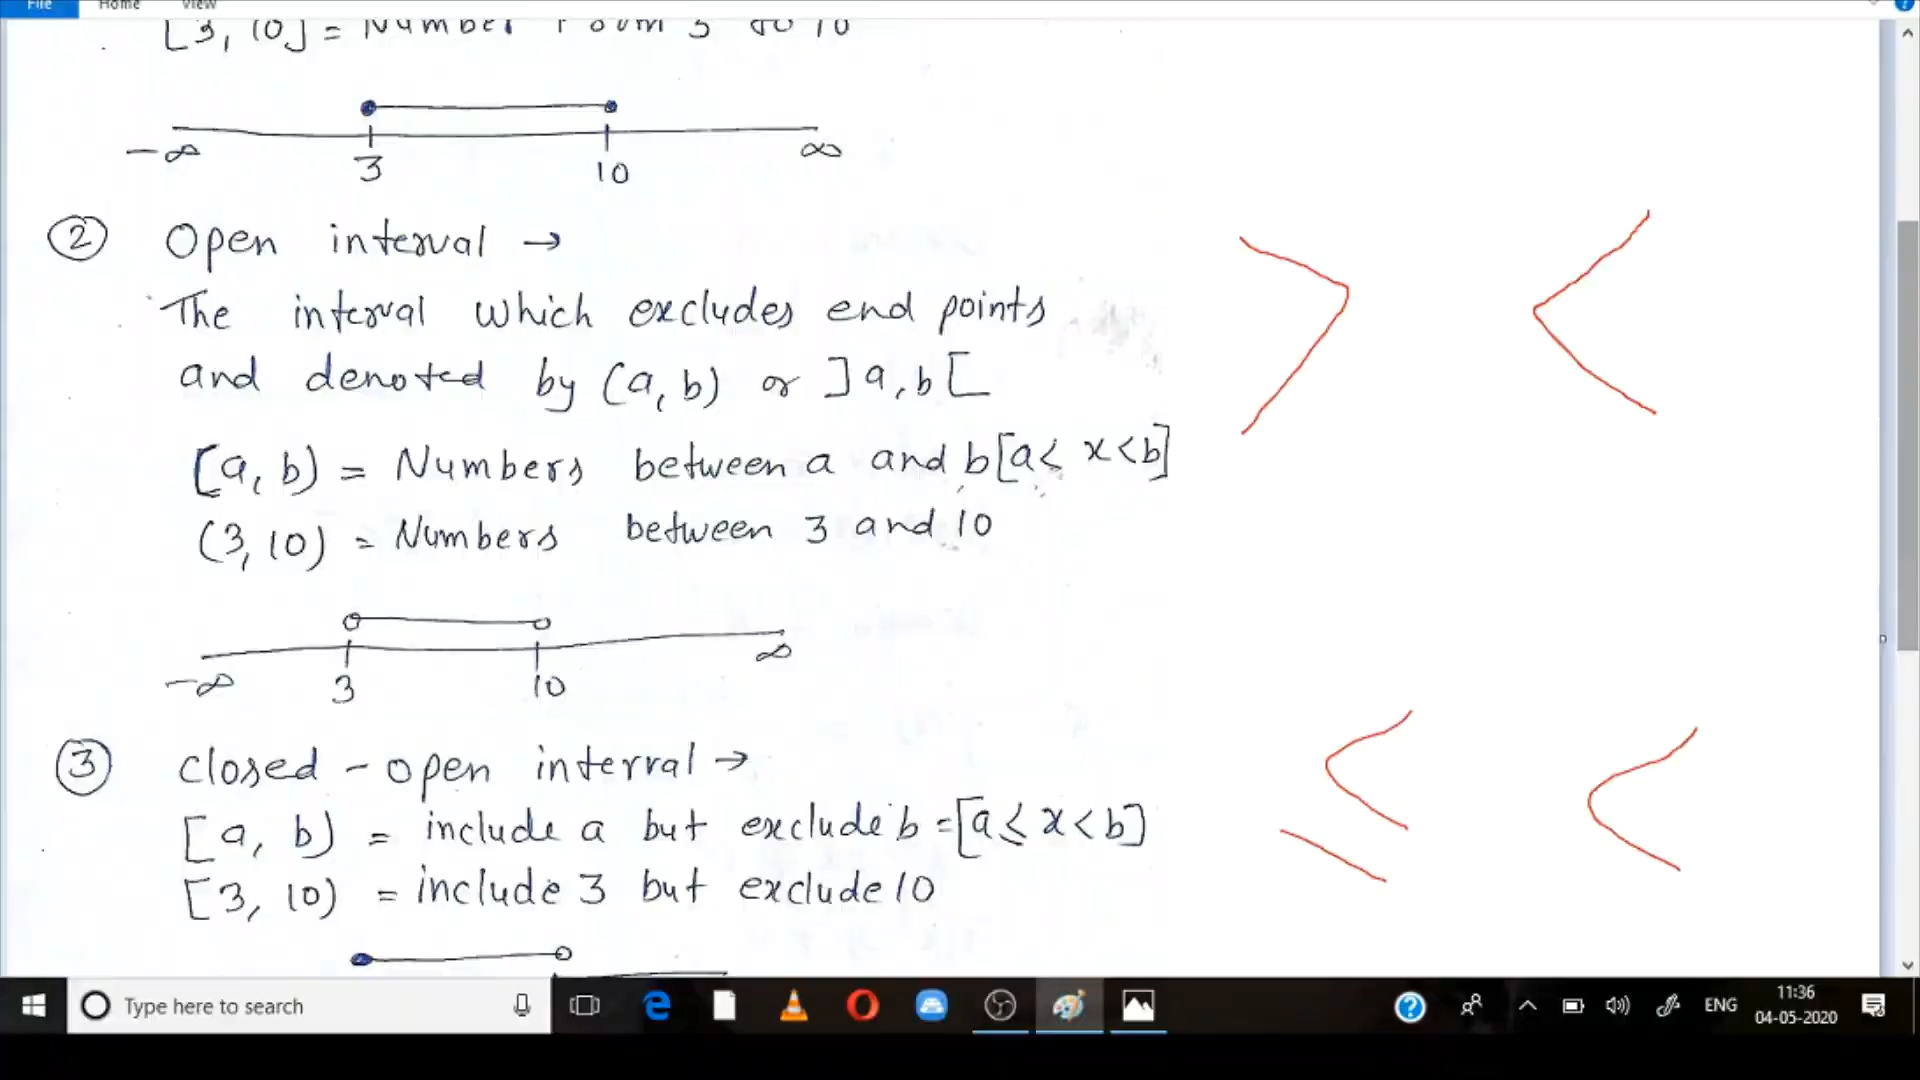 File Home View
[3, 10] = Number from 3 to 10
-∞ 3 10 ∞
② Open interval →
The interval which excludes end points
and denoted by (a, b) or ]a, b[
[a, b) = Numbers between a and b [a< x<b]
(3, 10) = Numbers between 3 and 10
-∞ 3 10 ∞
③ closed - open interval →
[a, b) = include a but exclude b = [a ≤ x < b]
[3, 10) = include 3 but exclude 10
> <
≤ <
Type here to search
ENG
11:36
04-05-2020